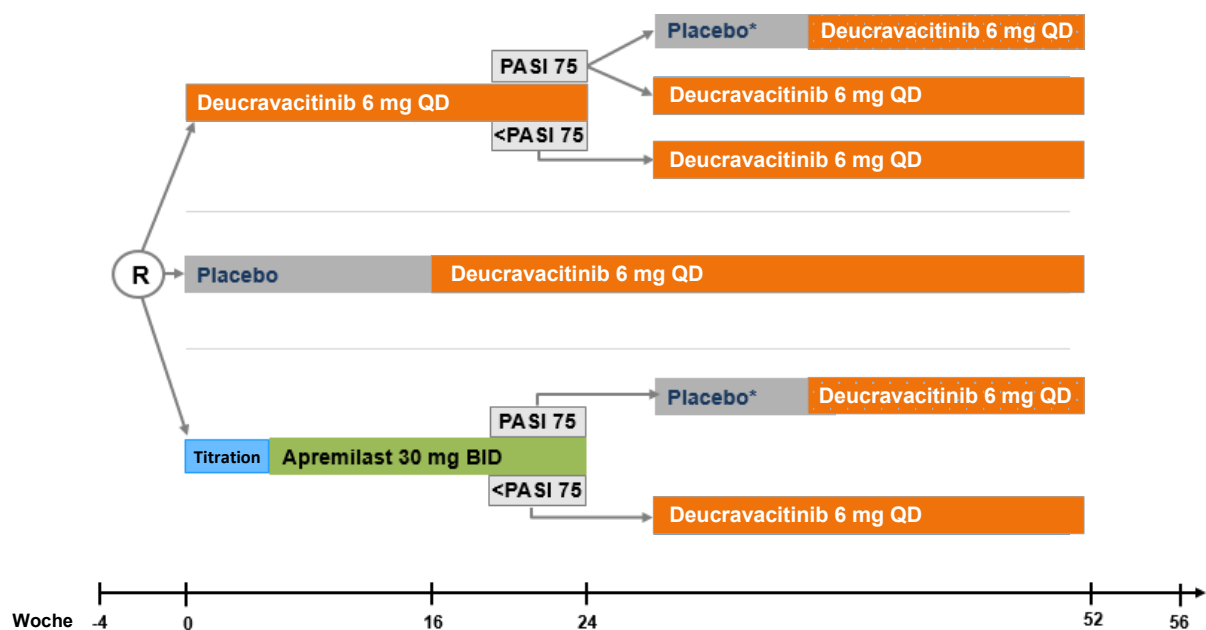 Placebo*
Deucravacitinib 6 mg QD
PASI 75
Deucravacitinib 6 mg QD
Deucravacitinib 6 mg QD
<PASI 75
Deucravacitinib 6 mg QD
R
Placebo
Deucravacitinib 6 mg QD
Placebo*
Deucravacitinib 6 mg QD
PASI 75
Titration
Apremilast 30 mg BID
<PASI 75
Deucravacitinib 6 mg QD
Woche -4 0 16 24 52 56